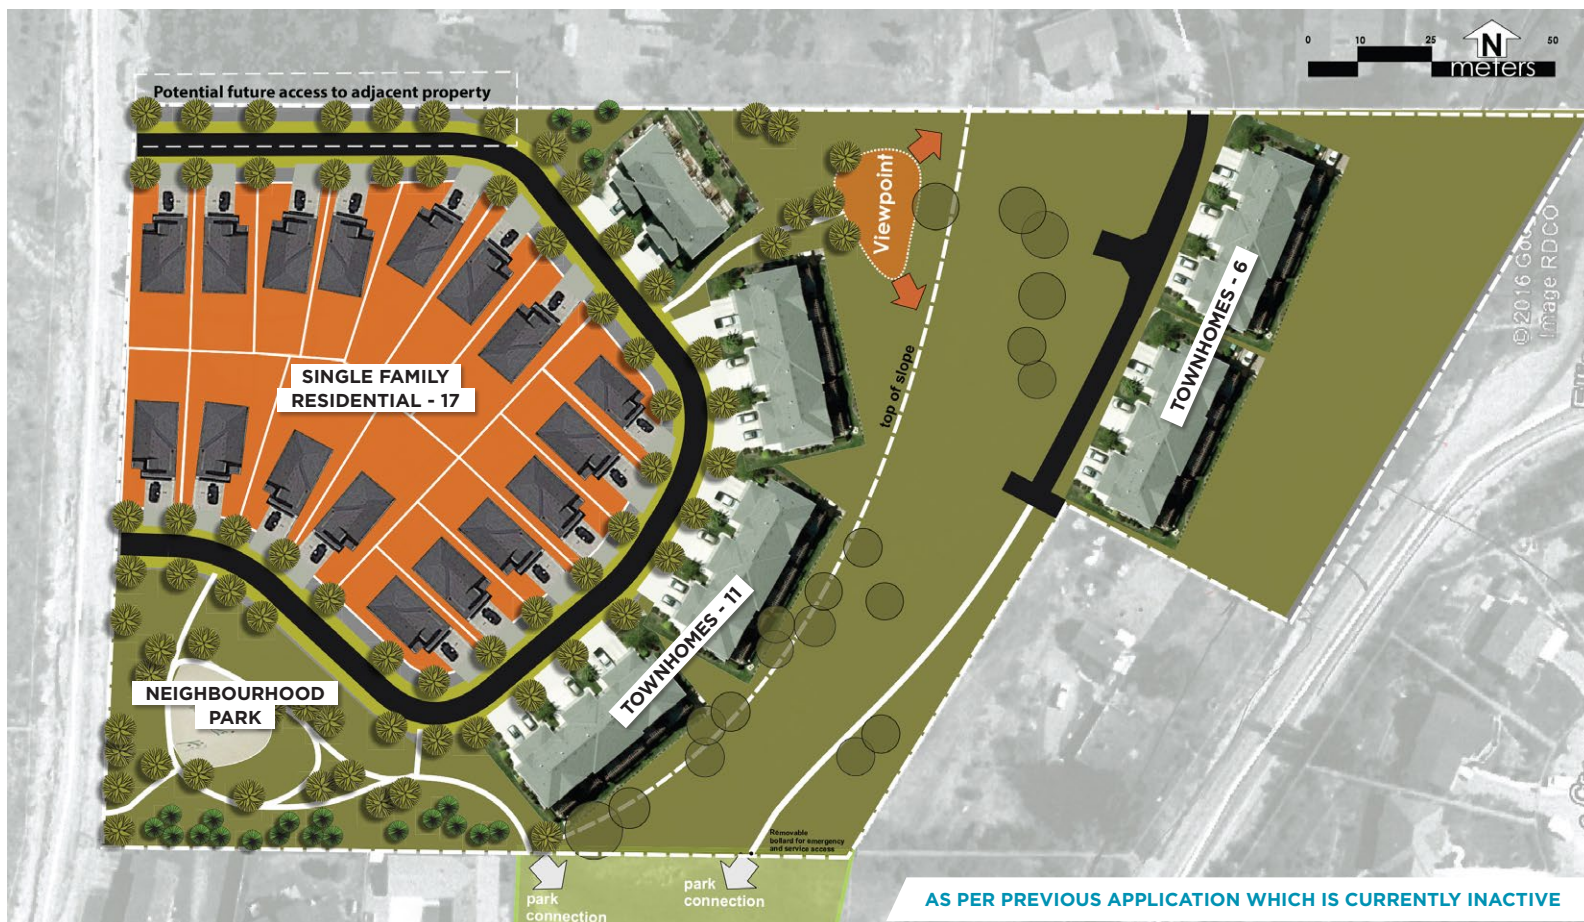 0 10 25 50
N
meters
Potential future access to adjacent property
Viewpoint
©2016 Goo
Image RDCO
TOWNHOMES - 6
top of slope
SINGLE FAMILY
RESIDENTIAL - 17
TOWNHOMES - 11
NEIGHBOURHOOD
PARK
Removable
bollard for emergency
and service access
park
connection
park
connection
AS PER PREVIOUS APPLICATION WHICH IS CURRENTLY INACTIVE